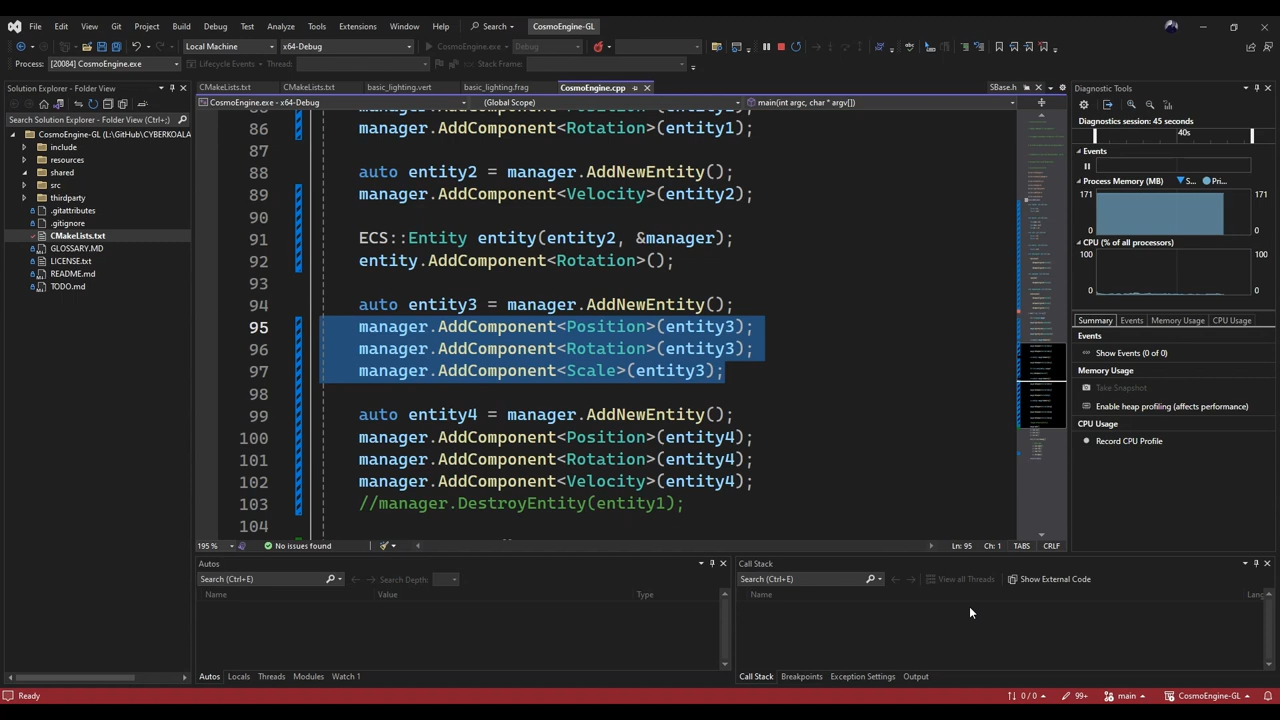 File Edit View Git Project Build Debug Test Analyze Tools Extensions Window Help Search CosmoEngine-GL
Local Machine x64-Debug CosmoEngine.exe Debug
Process: [20084] CosmoEngine.exe Lifecycle Events Thread: Stack Frame:
Solution Explorer - Folder View
Search Solution Explorer - Folder View (Ctrl+;)
CosmoEngine-GL (L:\GitHub\CYBERKOALA
include
resources
shared
src
thirdparty
.gitattributes
.gitignore
CMakeLists.txt
GLOSSARY.MD
LICENSE.txt
README.md
TODO.md
CMakeLists.txt CMakeLists.txt basic_lighting.vert basic_lighting.frag CosmoEngine.cpp SBase.h
CosmoEngine.exe - x64-Debug (Global Scope) main(int argc, char * argv[])
86 manager.AddComponent<Rotation>(entity1);
87
88 auto entity2 = manager.AddNewEntity();
89 manager.AddComponent<Velocity>(entity2);
90
91 ECS::Entity entity(entity2, &manager);
92 entity.AddComponent<Rotation>();
94 auto entity3 = manager.AddNewEntity();
95 manager.AddComponent<Position>(entity3);
96 manager.AddComponent<Rotation>(entity3);
97 manager.AddComponent<Scale>(entity3);
99 auto entity4 = manager.AddNewEntity();
100 manager.AddComponent<Position>(entity4);
101 manager.AddComponent<Rotation>(entity4);
102 manager.AddComponent<Velocity>(entity4);
103 //manager.DestroyEntity(entity1);
104
195 % No issues found Ln: 95 Ch: 1 TABS CRLF
Diagnostic Tools
Diagnostics session: 45 seconds
40s
Events
Process Memory (MB) S... Pri...
171 171
0 0
CPU (% of all processors)
100 100
0 0
Summary Events Memory Usage CPU Usage
Events
Show Events (0 of 0)
Memory Usage
Take Snapshot
Enable heap profiling (affects performance)
CPU Usage
Record CPU Profile
Autos
Search (Ctrl+E) Search Depth:
Name Value Type
Autos Locals Threads Modules Watch 1
Call Stack
Search (Ctrl+E) View all Threads Show External Code
Name Lang
Call Stack Breakpoints Exception Settings Output
Ready 0 / 0 99+ main CosmoEngine-GL